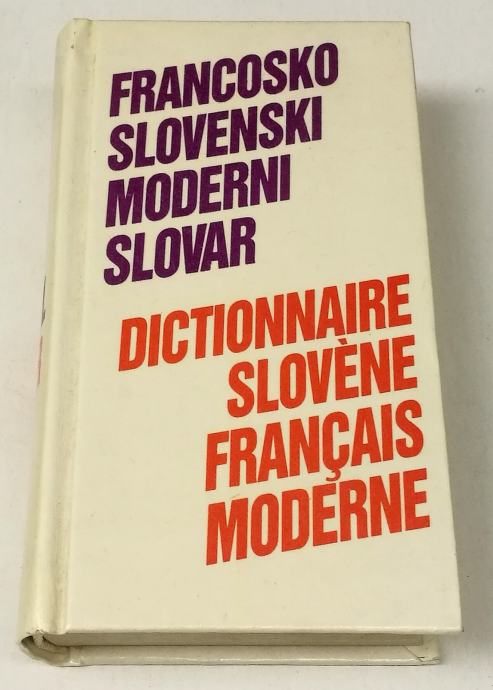 FRANCOSKO
SLOVENSKI
MODERNI
SLOVAR
DICTIONNAIRE
SLOVÈNE
FRANÇAIS
MODERNE